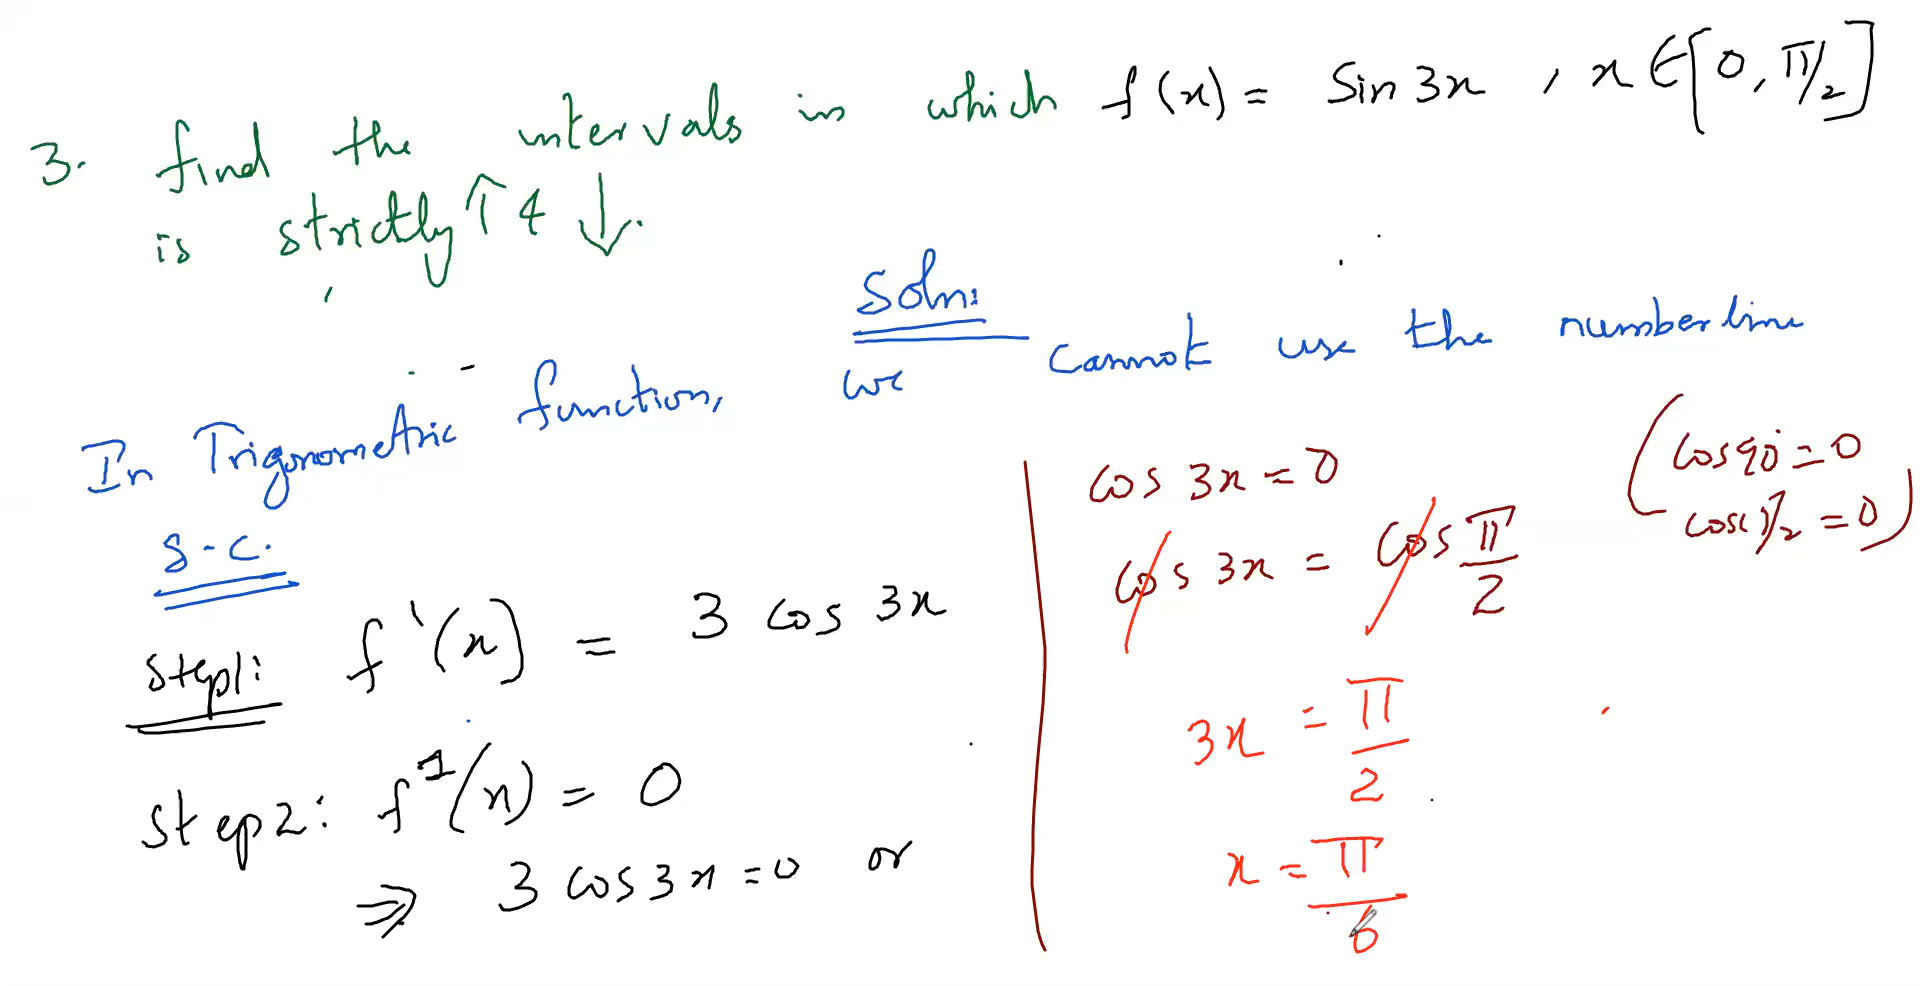 3. find the intervals in which f(x) = Sin 3x , x ∈ [0, π/2]
is strictly ↑ & ↓.
Soln:
In Trigonometric function, we cannot use the number line
S.C.
Step1: f'(x) = 3 cos 3x
Step2: f'(x) = 0
⇒ 3 cos 3x = 0 or
cos 3x = 0
(cos 90° = 0
cos π/2 = 0)
cos 3x = cos π/2
3x = π/2
x = π/6